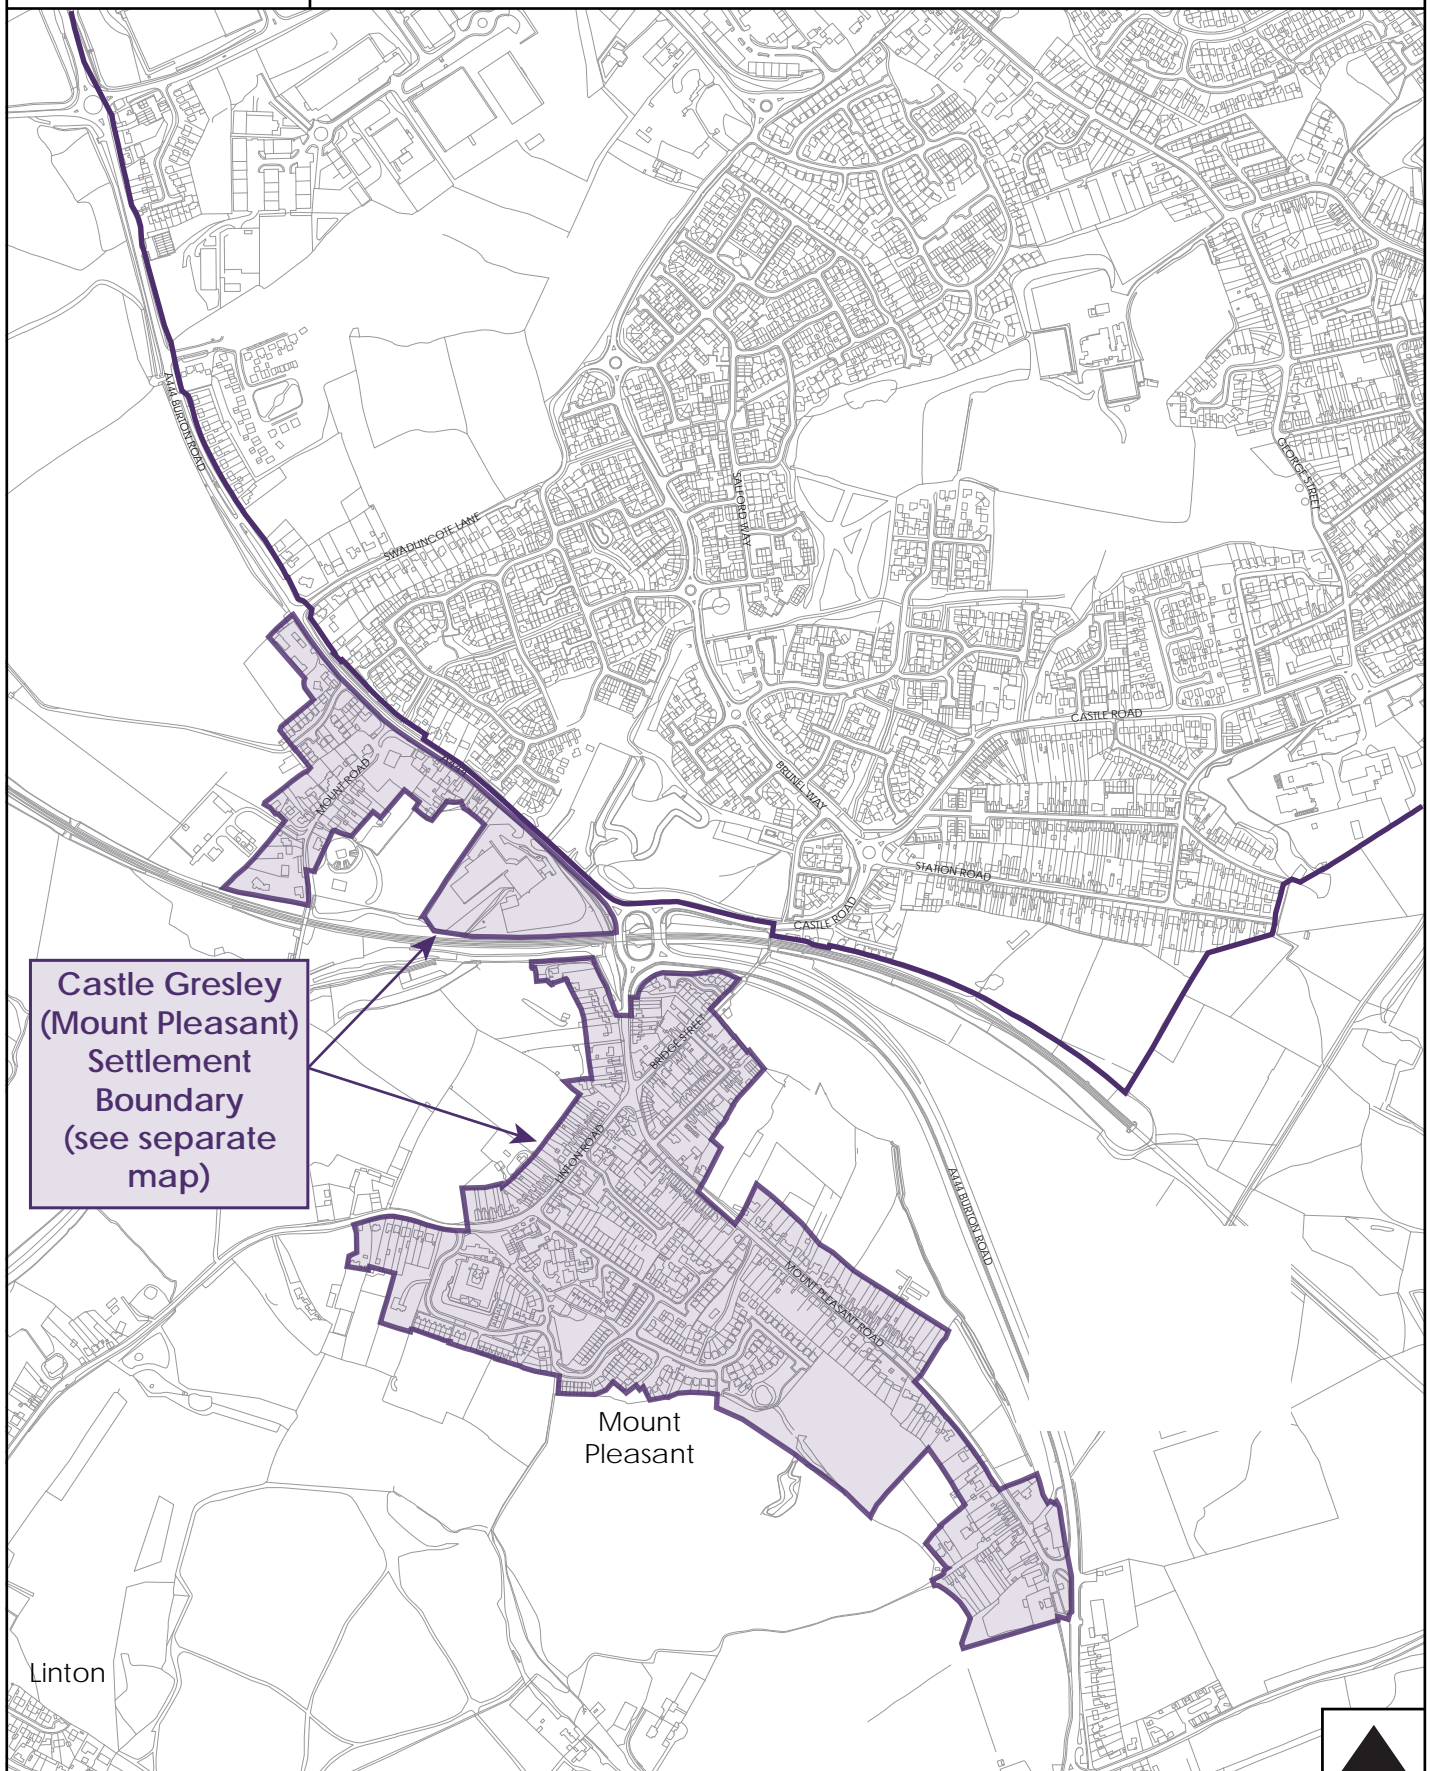 A444 BURTON ROAD
SWADLINCOTE LANE
SALFORD WAY
GEORGE STREET
CASTLE ROAD
MOUNT ROAD
BRUNEL WAY
STATION ROAD
CASTLE ROAD
Castle Gresley
(Mount Pleasant)
Settlement
Boundary
(see separate
map)
BRIDGE STREET
LINTON ROAD
A444 BURTON ROAD
MOUNT PLEASANT ROAD
Mount
Pleasant
Linton